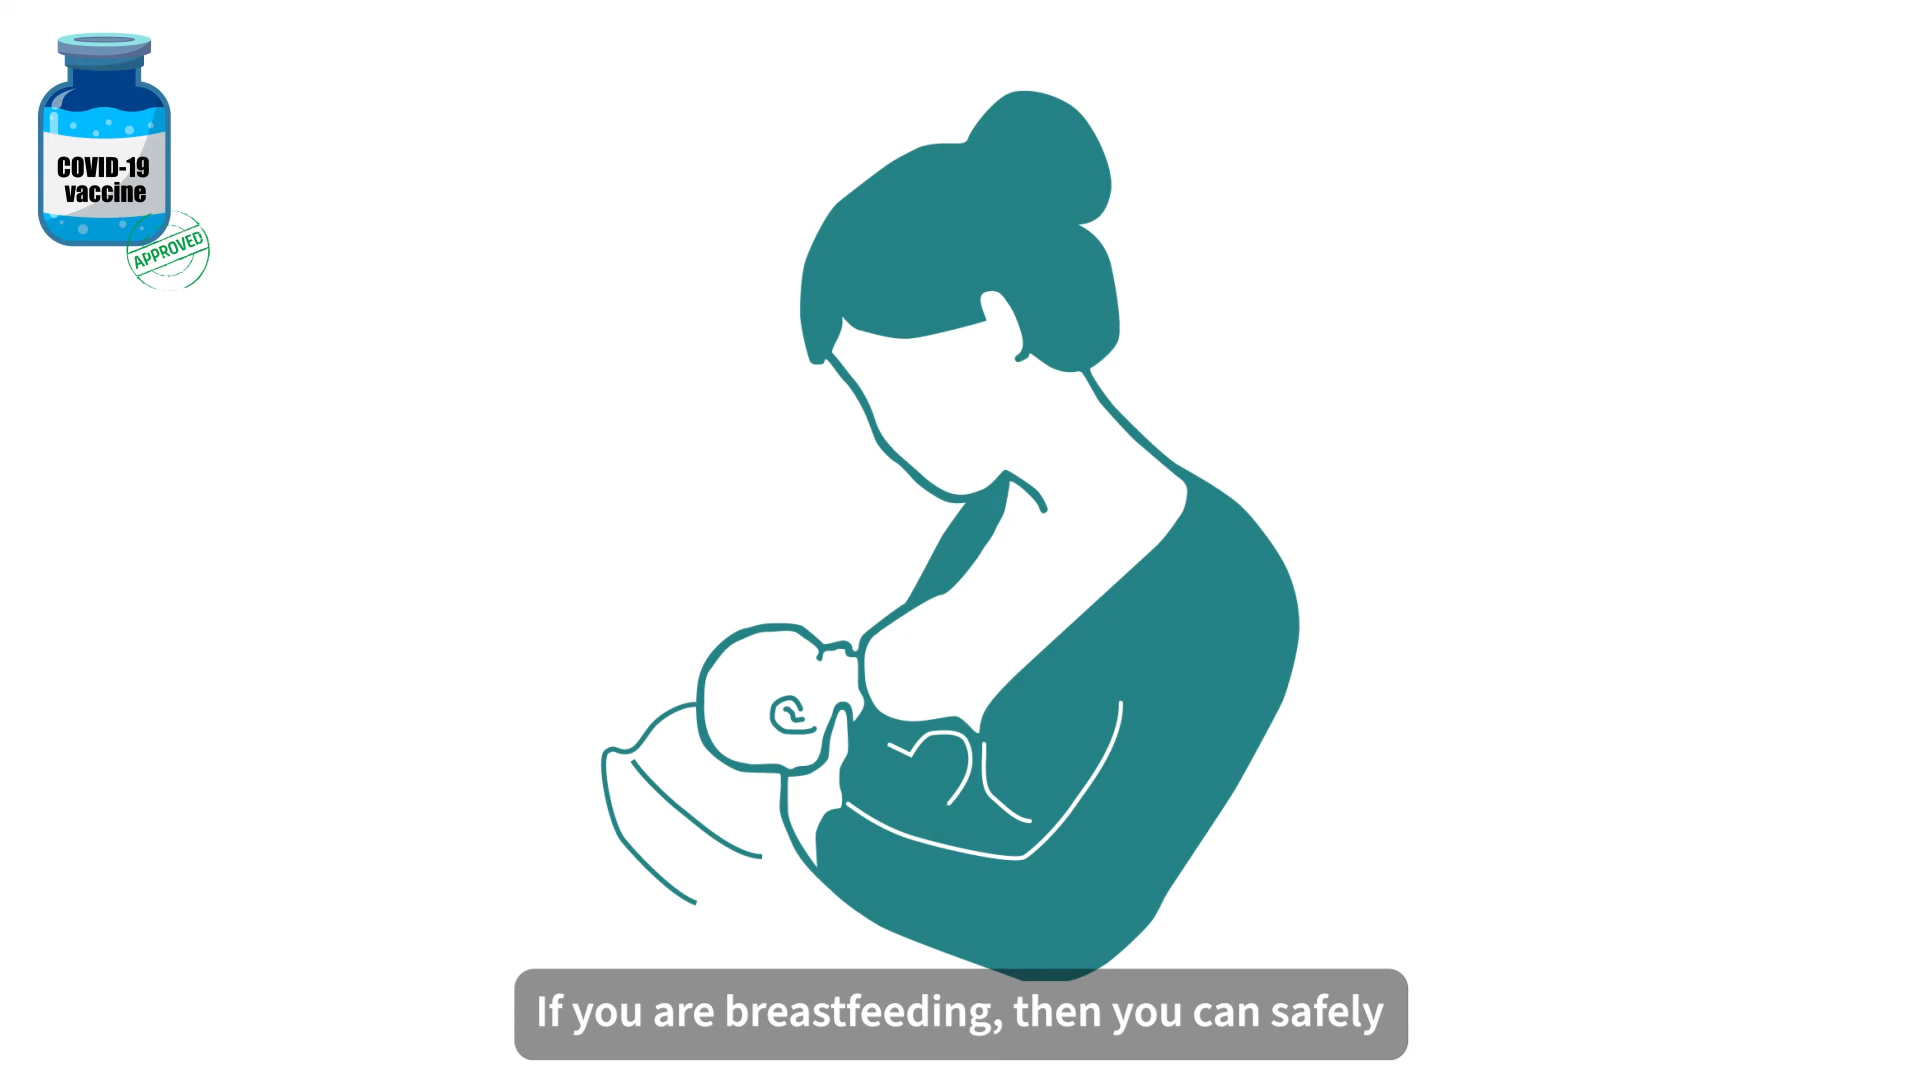 COVID-19
vaccine
APPROVED
If you are breastfeeding, then you can safely